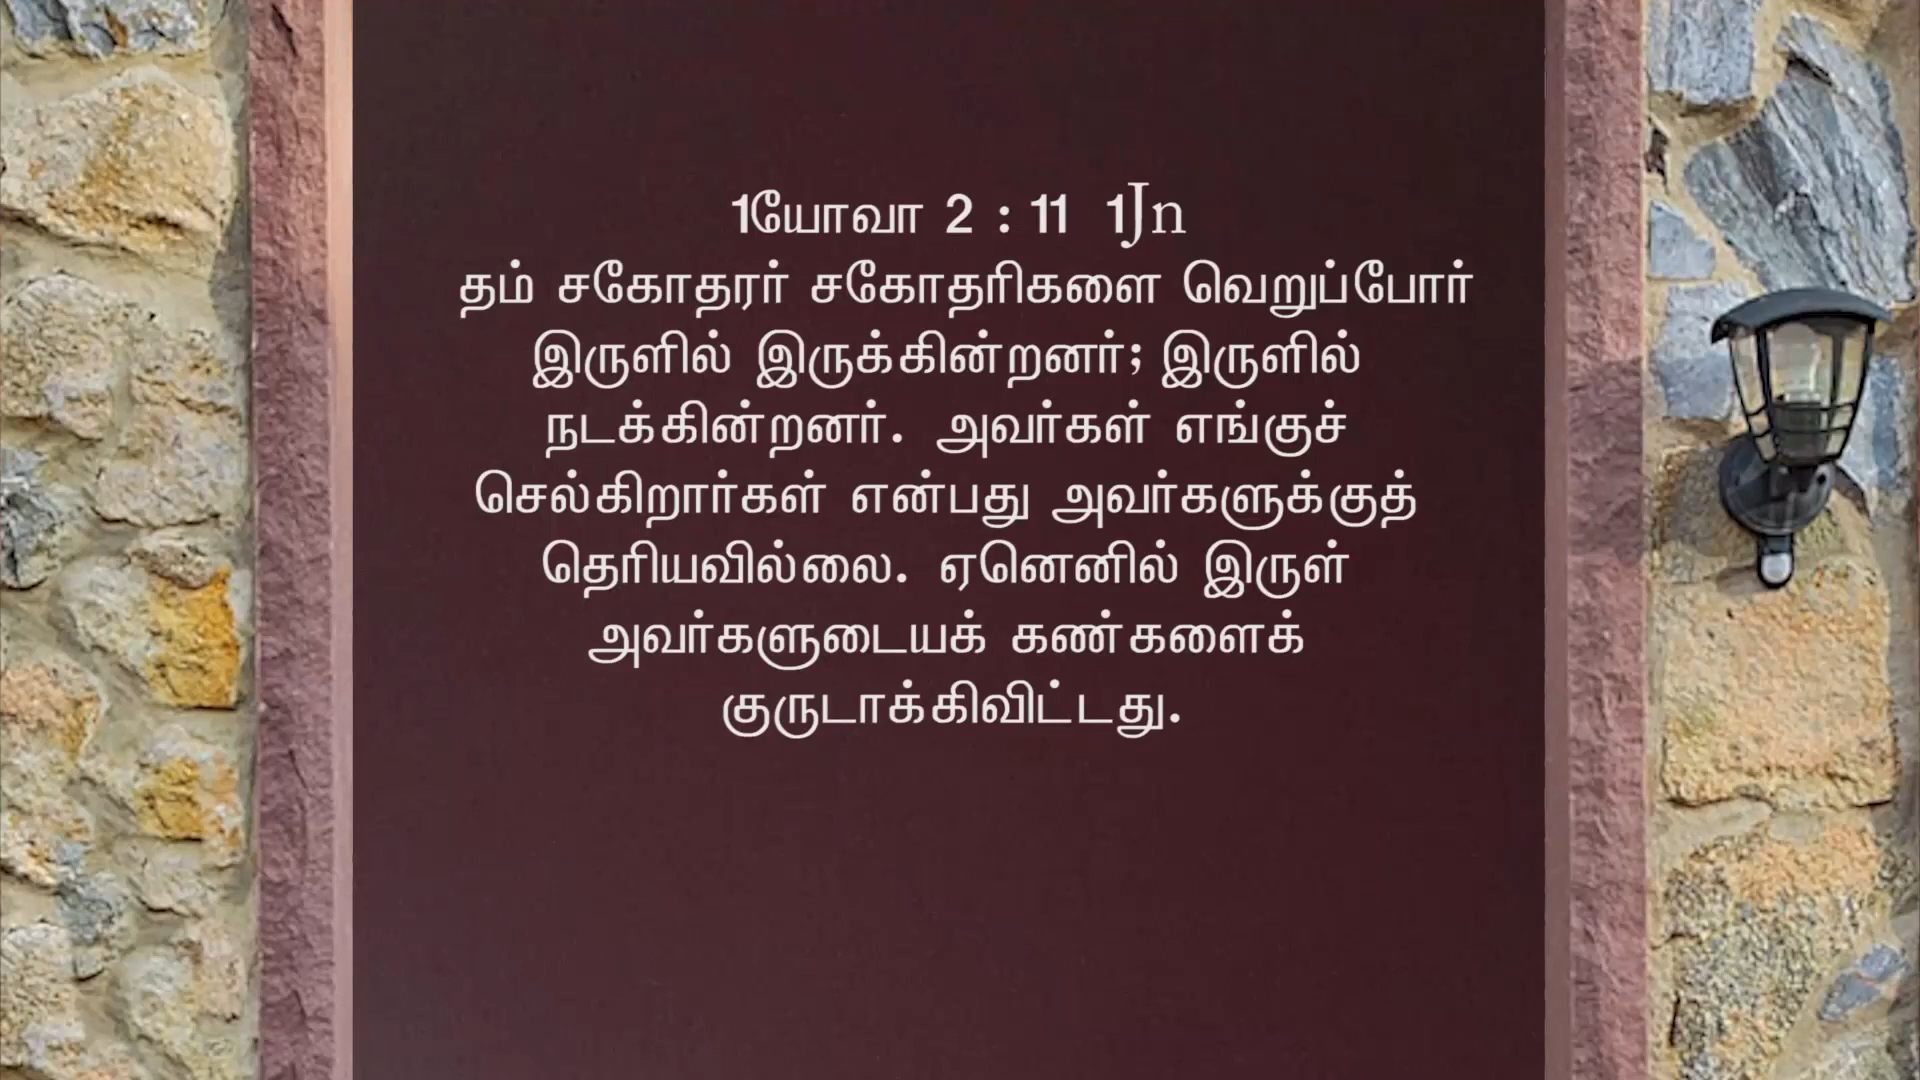 1யோவா 2 : 11 1Jn
தம் சகோதரர் சகோதரிகளை வெறுப்போர்
இருளில் இருக்கின்றனர்; இருளில்
நடக்கின்றனர். அவர்கள் எங்குச்
செல்கிறார்கள் என்பது அவர்களுக்குத்
தெரியவில்லை. ஏனெனில் இருள்
அவர்களுடையக் கண்களைக்
குருடாக்கிவிட்டது.